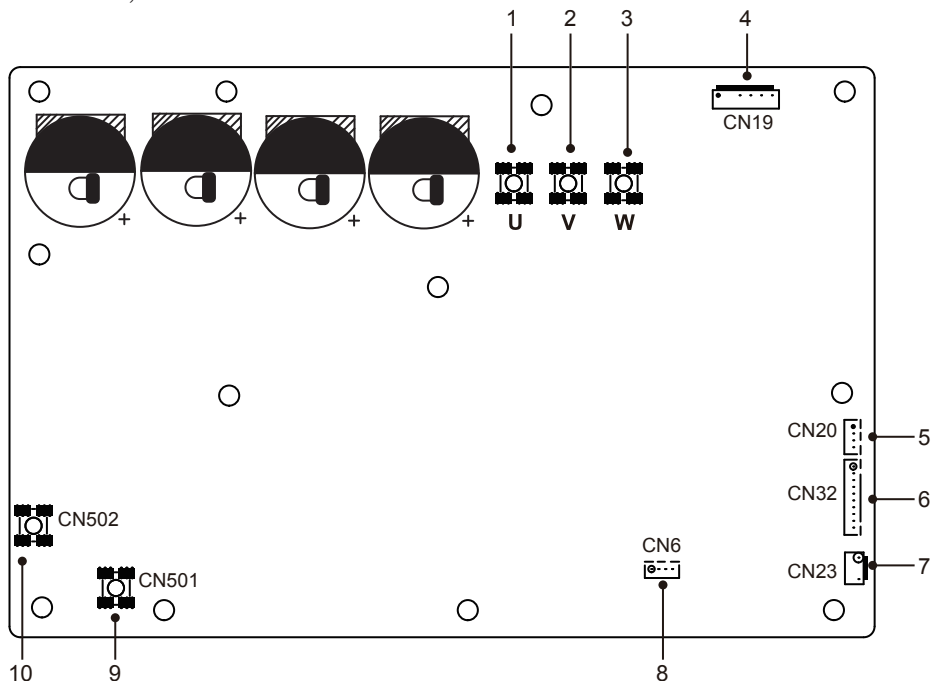 1 2 3 4
CN19
+ + + +
U V W
CN20 5
CN32 6
CN502
CN6
CN501
CN23 7
10 9 8